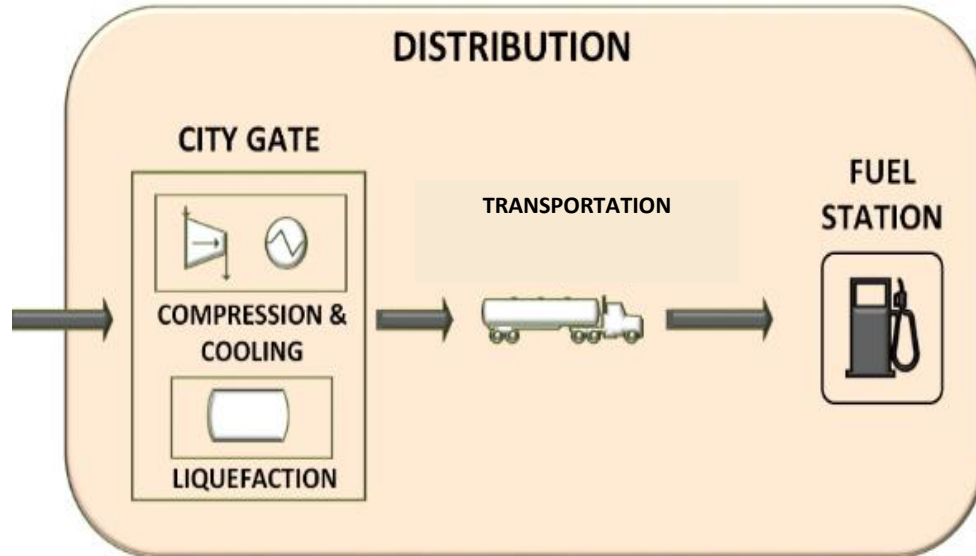 DISTRIBUTION
CITY GATE
COMPRESSION &
COOLING
LIQUEFACTION
TRANSPORTATION
FUEL
STATION